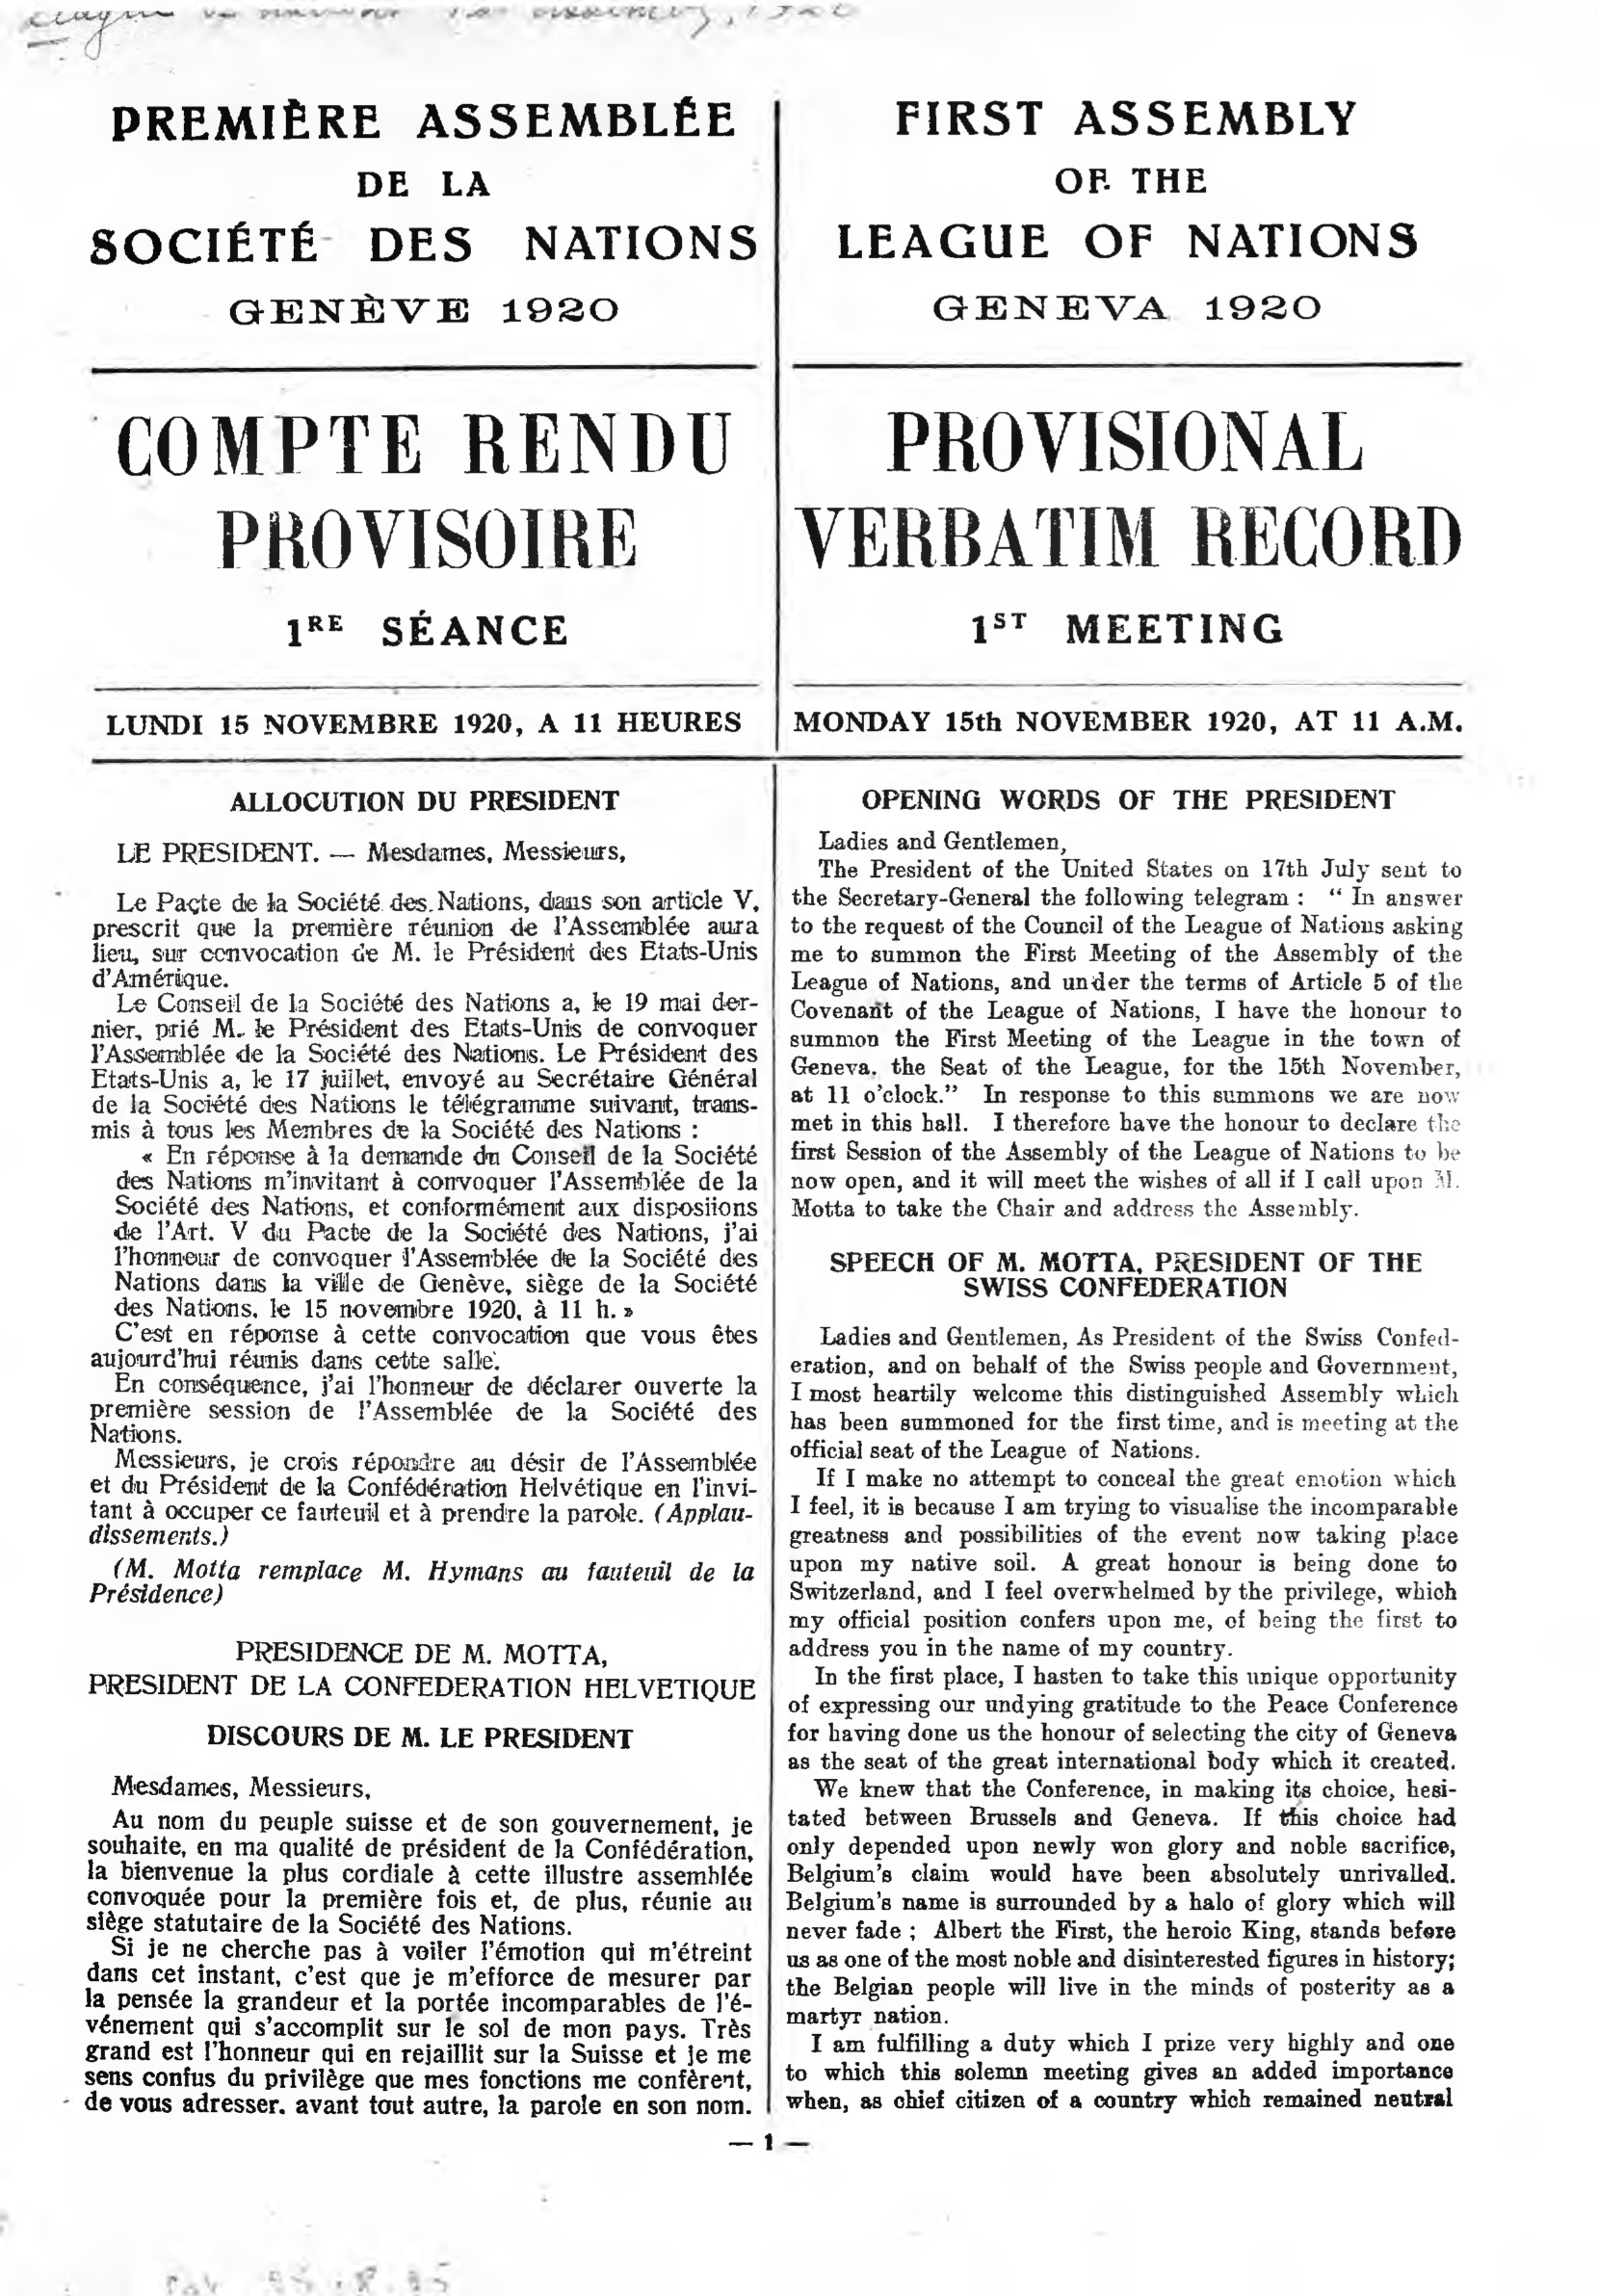 PREMIÈRE ASSEMBLÉE
DE LA
SOCIÉTÉ DES NATIONS
GENÈVE 1920
COMPTE RENDU
PROVISOIRE
1RE SÉANCE
LUNDI 15 NOVEMBRE 1920, A 11 HEURES
ALLOCUTION DU PRESIDENT
LE PRESIDENT. — Mesdames, Messieurs,
Le Pacte de la Société des Nations, dans son article V,
prescrit que la première réunion de l'Assemblée aura
lieu, sur convocation de M. le Président des Etats-Unis
d'Amérique.
Le Conseil de la Société des Nations a, le 19 mai der-
nier, prié M. le Président des Etats-Unis de convoquer
l'Assemblée de la Société des Nations. Le Président des
Etats-Unis a, le 17 juillet, envoyé au Secrétaire Général
de la Société des Nations le télégramme suivant, trans-
mis à tous les Membres de la Société des Nations :
« En réponse à la demande du Conseil de la Société
des Nations m'invitant à convoquer l'Assemblée de la
Société des Nations, et conformément aux disposiions
de l'Art. V du Pacte de la Société des Nations, j'ai
l'honneur de convoquer l'Assemblée de la Société des
Nations dans la ville de Genève, siège de la Société
des Nations, le 15 novembre 1920, à 11 h. »
C'est en réponse à cette convocation que vous êtes
aujourd'hui réunis dans cette salle.
En conséquence, j'ai l'honneur de déclarer ouverte la
première session de l'Assemblée de la Société des
Nations.
Messieurs, je crois répondre au désir de l'Assemblée
et du Président de la Confédération Helvétique en l'invi-
tant à occuper ce fauteuil et à prendre la parole. (Applau-
dissements.)
(M. Motta remplace M. Hymans au fauteuil de la
Présidence)
PRESIDENCE DE M. MOTTA,
PRESIDENT DE LA CONFEDERATION HELVETIQUE
DISCOURS DE M. LE PRESIDENT
Mesdames, Messieurs,
Au nom du peuple suisse et de son gouvernement, je
souhaite, en ma qualité de président de la Confédération,
la bienvenue la plus cordiale à cette illustre assemblée
convoquée pour la première fois et, de plus, réunie au
siège statutaire de la Société des Nations.
Si je ne cherche pas à voiler l'émotion qui m'étreint
dans cet instant, c'est que je m'efforce de mesurer par
la pensée la grandeur et la portée incomparables de l'é-
vénement qui s'accomplit sur le sol de mon pays. Très
grand est l'honneur qui en rejaillit sur la Suisse et je me
sens confus du privilège que mes fonctions me confèrent,
de vous adresser. avant tout autre, la parole en son nom.
FIRST ASSEMBLY
OF THE
LEAGUE OF NATIONS
GENEVA 1920
PROVISIONAL
VERBATIM RECORD
1ST MEETING
MONDAY 15th NOVEMBER 1920, AT 11 A.M.
OPENING WORDS OF THE PRESIDENT
Ladies and Gentlemen,
The President of the United States on 17th July sent to
the Secretary-General the following telegram : “ In answer
to the request of the Council of the League of Nations asking
me to summon the First Meeting of the Assembly of the
League of Nations, and under the terms of Article 5 of the
Covenant of the League of Nations, I have the honour to
summon the First Meeting of the League in the town of
Geneva, the Seat of the League, for the 15th November,
at 11 o'clock.” In response to this summons we are now
met in this hall. I therefore have the honour to declare the
first Session of the Assembly of the League of Nations to be
now open, and it will meet the wishes of all if I call upon M.
Motta to take the Chair and address the Assembly.
SPEECH OF M. MOTTA, PRESIDENT OF THE
SWISS CONFEDERATION
Ladies and Gentlemen, As President of the Swiss Confed-
eration, and on behalf of the Swiss people and Government,
I most heartily welcome this distinguished Assembly which
has been summoned for the first time, and is meeting at the
official seat of the League of Nations.
If I make no attempt to conceal the great emotion which
I feel, it is because I am trying to visualise the incomparable
greatness and possibilities of the event now taking place
upon my native soil. A great honour is being done to
Switzerland, and I feel overwhelmed by the privilege, which
my official position confers upon me, of being the first to
address you in the name of my country.
In the first place, I hasten to take this unique opportunity
of expressing our undying gratitude to the Peace Conference
for having done us the honour of selecting the city of Geneva
as the seat of the great international body which it created.
We knew that the Conference, in making its choice, hesi-
tated between Brussels and Geneva. If this choice had
only depended upon newly won glory and noble sacrifice,
Belgium's claim would have been absolutely unrivalled.
Belgium's name is surrounded by a halo of glory which will
never fade ; Albert the First, the heroic King, stands before
us as one of the most noble and disinterested figures in history;
the Belgian people will live in the minds of posterity as a
martyr nation.
I am fulfilling a duty which I prize very highly and one
to which this solemn meeting gives an added importance
when, as chief citizen of a country which remained neutral
— 1 —